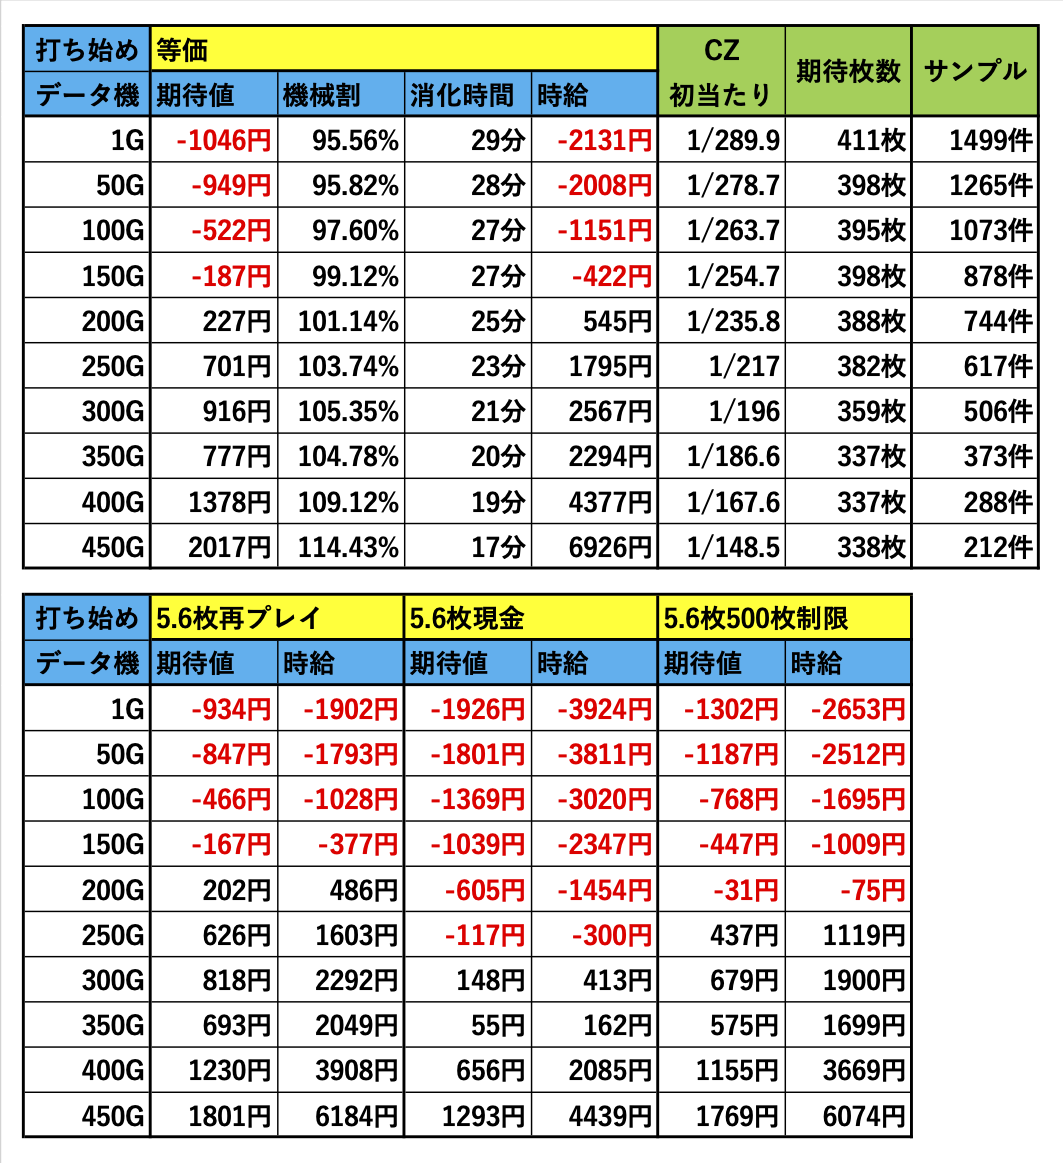 打ち始め 等価 CZ 期待枚数 サンプル
データ機 期待値 機械割 消化時間 時給 初当たり
1G -1046円 95.56% 29分 -2131円 1/289.9 411枚 1499件
50G -949円 95.82% 28分 -2008円 1/278.7 398枚 1265件
100G -522円 97.60% 27分 -1151円 1/263.7 395枚 1073件
150G -187円 99.12% 27分 -422円 1/254.7 398枚 878件
200G 227円 101.14% 25分 545円 1/235.8 388枚 744件
250G 701円 103.74% 23分 1795円 1/217 382枚 617件
300G 916円 105.35% 21分 2567円 1/196 359枚 506件
350G 777円 104.78% 20分 2294円 1/186.6 337枚 373件
400G 1378円 109.12% 19分 4377円 1/167.6 337枚 288件
450G 2017円 114.43% 17分 6926円 1/148.5 338枚 212件
打ち始め 5.6枚再プレイ 5.6枚現金 5.6枚500枚制限
データ機 期待値 時給 期待値 時給 期待値 時給
1G -934円 -1902円 -1926円 -3924円 -1302円 -2653円
50G -847円 -1793円 -1801円 -3811円 -1187円 -2512円
100G -466円 -1028円 -1369円 -3020円 -768円 -1695円
150G -167円 -377円 -1039円 -2347円 -447円 -1009円
200G 202円 486円 -605円 -1454円 -31円 -75円
250G 626円 1603円 -117円 -300円 437円 1119円
300G 818円 2292円 148円 413円 679円 1900円
350G 693円 2049円 55円 162円 575円 1699円
400G 1230円 3908円 656円 2085円 1155円 3669円
450G 1801円 6184円 1293円 4439円 1769円 6074円